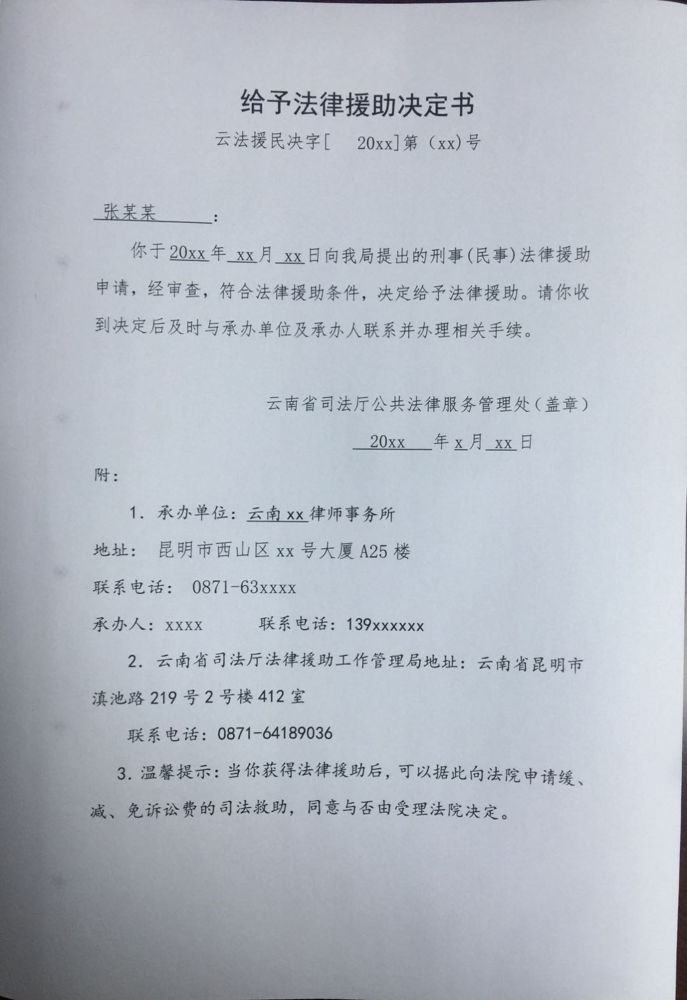 给予法律援助决定书
云法援民决字[ 20xx]第（xx)号
张某某 ：
你于20xx年 xx月 xx日向我局提出的刑事(民事)法律援助
申请，经审查，符合法律援助条件，决定给予法律援助。请你收
到决定后及时与承办单位及承办人联系并办理相关手续。
云南省司法厅公共法律服务管理处（盖章）
20xx 年 x月 xx日
附：
1. 承办单位：云南xx律师事务所
地址： 昆明市西山区 xx 号大厦 A25 楼
联系电话： 0871-63xxxx
承办人：xxxx 联系电话：139xxxxxx
2. 云南省司法厅法律援助工作管理局地址：云南省昆明市
滇池路 219 号 2 号楼 412 室
联系电话：0871-64189036
3. 温馨提示：当你获得法律援助后，可以据此向法院申请缓、
减、免诉讼费的司法救助，同意与否由受理法院决定。